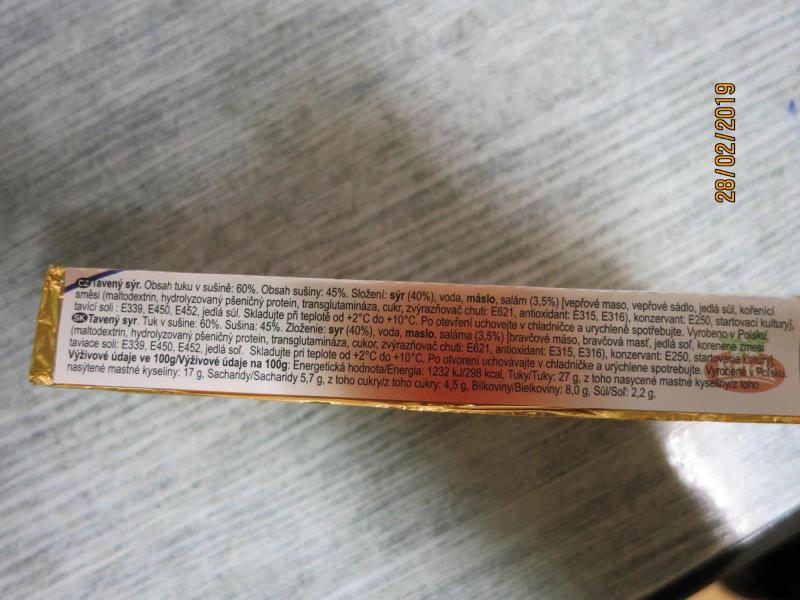 28/02/2019
CZ Tavený sýr. Obsah tuku v sušině: 60%. Obsah sušiny: 45%. Složení: sýr (40%), voda, máslo, salám (3,5%) [vepřové maso, vepřové sádlo, jedlá sůl, kořenící
směsi (maltodextrin, hydrolyzovaný pšeničný protein, transglutamináza, cukr, zvýrazňovač chuti: E621, antioxidant: E315, E316), konzervant: E250, startovací kultury],
tavící soli: E339, E450, E452, jedlá sůl. Skladujte při teplotě od +2°C do +10°C. Po otevření uchovejte v chladničce a urychleně spotřebujte. Vyrobeno v Polsku.
SK Tavený syr. Tuk v sušine: 60%. Sušina: 45%. Zloženie: syr (40%), voda, maslo, saláma (3,5%) [bravčové mäso, bravčová masť, jedlá soľ, korenené zmesi
(maltodextrin, hydrolyzovaný pšeničný protein, transglutamináza, cukor, zvýrazňovač chuti: E621, antioxidant: E315, E316), konzervant: E250, startovacie kultúry],
taviace soli: E339, E450, E452, jedlá soľ. Skladujte pri teplote od +2°C do +10°C. Po otvorení uchovávajte v chladničke a urýchlene spotrebujte. Vyrobené v Poľsku.
Výživové údaje ve 100g/Výživové údaje na 100g: Energetická hodnota/Energia: 1232 kJ/298 kcal, Tuky/Tuky: 27 g, z toho nasycené mastné kyseliny/z toho
nasýtené mastné kyseliny: 17 g, Sacharidy/Sacharidy 5,7 g, z toho cukry/z toho cukry: 4,5 g, Bílkoviny/Bielkoviny: 8,0 g, Sůl/Soľ: 2,2 g.